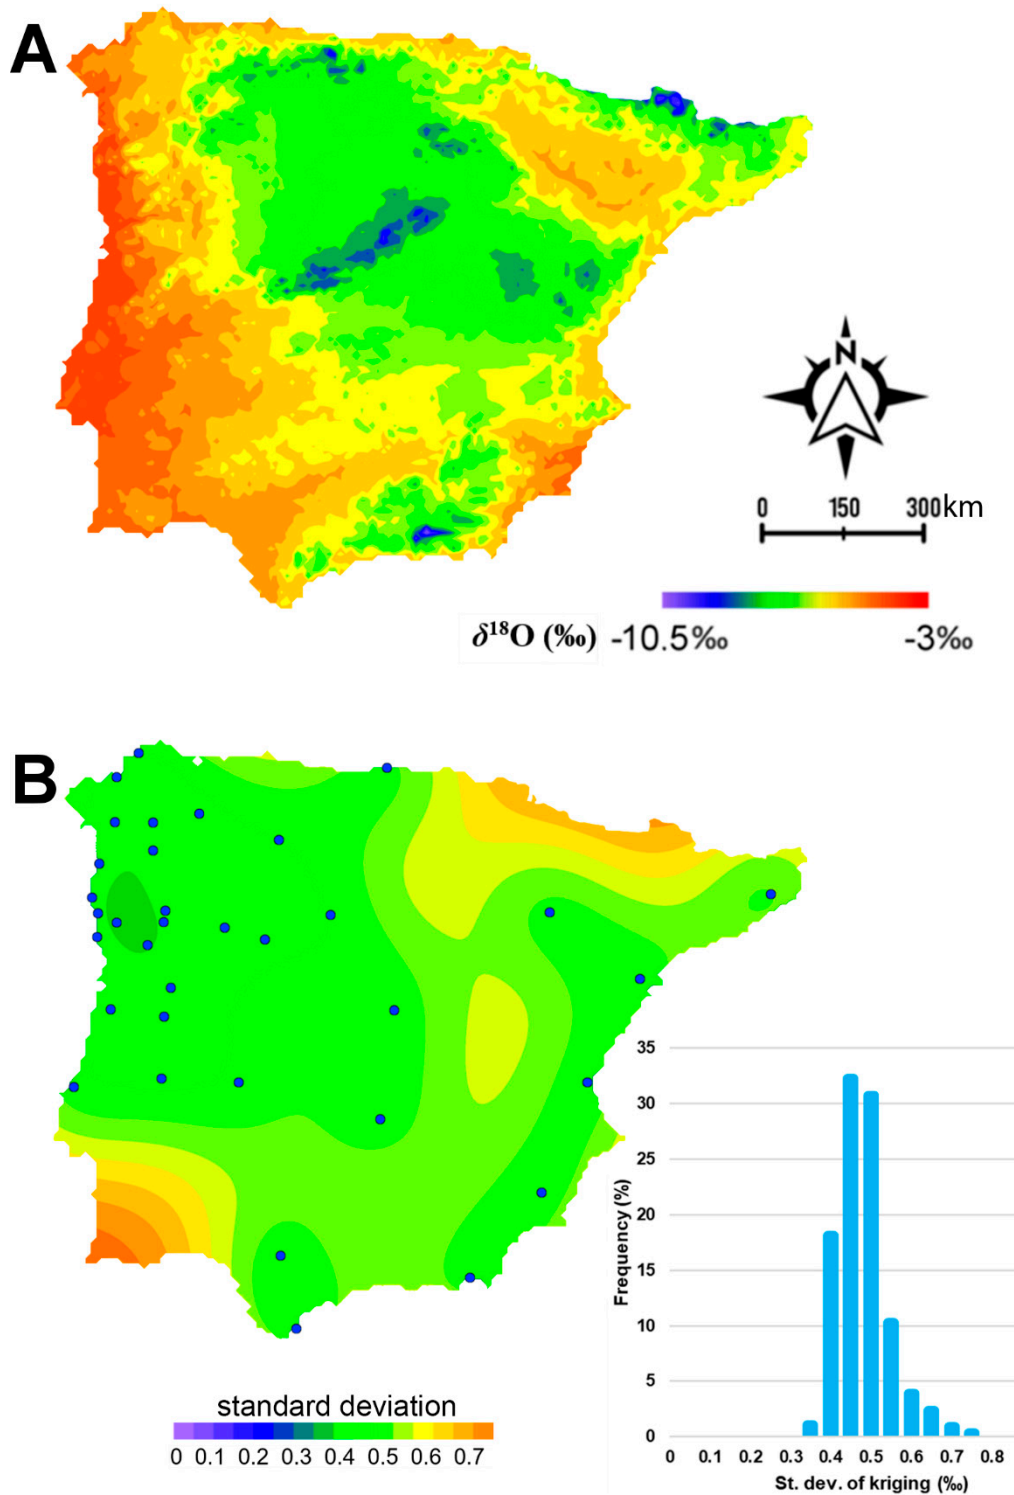 A
N
0 150 300km
δ¹⁸O (‰) -10.5‰ -3‰
B
standard deviation
0 0.1 0.2 0.3 0.4 0.5 0.6 0.7
35
30
25
20
15
10
5
0
Frequency (%)
0 0.1 0.2 0.3 0.4 0.5 0.6 0.7 0.8
St. dev. of kriging (‰)